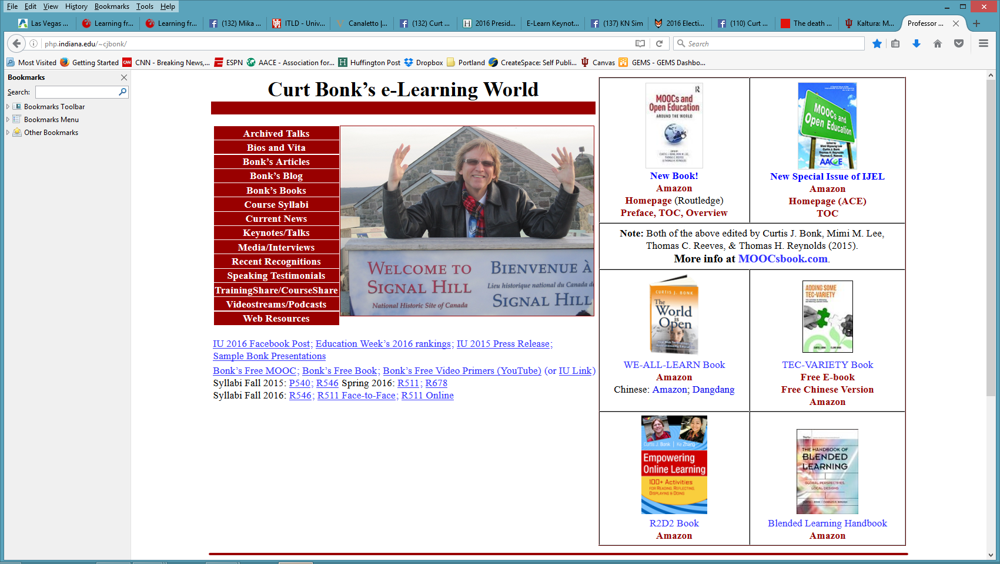 File Edit View History Bookmarks Tools Help
Las Vegas ... Learning fr... Learning fr... (132) Mika ... ITLD - Univ... Canaletto |... (132) Curt ... 2016 Presid... E-Learn Keynot... (137) KN Sim 2016 Electi... (110) Curt ... The death ... Kaltura: M... Professor ...
php.indiana.edu/~cjbonk/ Search
Most Visited Getting Started CNN - Breaking News,... ESPN AACE - Association for... Huffington Post Dropbox Portland CreateSpace: Self Publi... Canvas GEMS - GEMS Dashbo...
Bookmarks
Search:
Bookmarks Toolbar
Bookmarks Menu
Other Bookmarks
Curt Bonk's e-Learning World
Archived Talks
Bios and Vita
Bonk's Articles
Bonk's Blog
Bonk's Books
Course Syllabi
Current News
Keynotes/Talks
Media/Interviews
Recent Recognitions
Speaking Testimonials
TrainingShare/CourseShare
Videostreams/Podcasts
Web Resources
WELCOME TO
SIGNAL HILL
National Historic Site of Canada
BIENVENUE À
Lieu historique national du Canada de
SIGNAL HILL
IU 2016 Facebook Post; Education Week's 2016 rankings; IU 2015 Press Release;
Sample Bonk Presentations
Bonk's Free MOOC; Bonk's Free Book; Bonk's Free Video Primers (YouTube) (or IU Link)
Syllabi Fall 2015: P540; R546 Spring 2016: R511; R678
Syllabi Fall 2016: R546; R511 Face-to-Face; R511 Online
MOOCs and
Open Education
AROUND THE WORLD
New Book!
Amazon
Homepage (Routledge)
Preface, TOC, Overview
MOOCs and
Open Education
AACE
New Special Issue of IJEL
Amazon
Homepage (ACE)
TOC
Note: Both of the above edited by Curtis J. Bonk, Mimi M. Lee,
Thomas C. Reeves, & Thomas H. Reynolds (2015).
More info at MOOCsbook.com.
CURTIS J. BONK
The
World
is
Open
WE-ALL-LEARN Book
Amazon
Chinese: Amazon; Dangdang
ADDING SOME
TEC-VARIETY
TEC-VARIETY Book
Free E-book
Free Chinese Version
Amazon
Curtis J. Bonk | Ke Zhang
Empowering
Online Learning
100+ Activities
FOR READING, REFLECTING,
DISPLAYING & DOING
R2D2 Book
Amazon
THE HANDBOOK OF
BLENDED
LEARNING
GLOBAL PERSPECTIVES
LOCAL DESIGNS
Blended Learning Handbook
Amazon